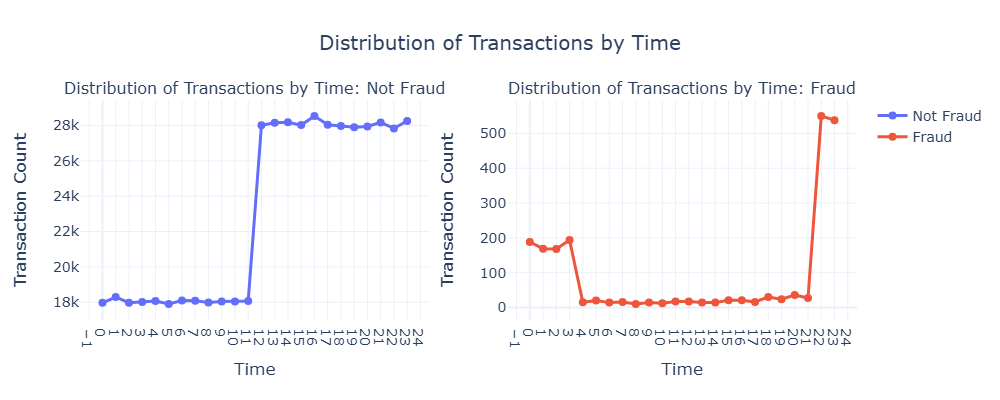 Distribution of Transactions by Time
Distribution of Transactions by Time: Not Fraud
Transaction Count
28k
26k
24k
22k
20k
18k
−1 0 1 2 3 4 5 6 7 8 9 10 11 12 13 14 15 16 17 18 19 20 21 22 23 24
Time
Distribution of Transactions by Time: Fraud
Transaction Count
500
400
300
200
100
0
−1 0 1 2 3 4 5 6 7 8 9 10 11 12 13 14 15 16 17 18 19 20 21 22 23 24
Time
Not Fraud
Fraud